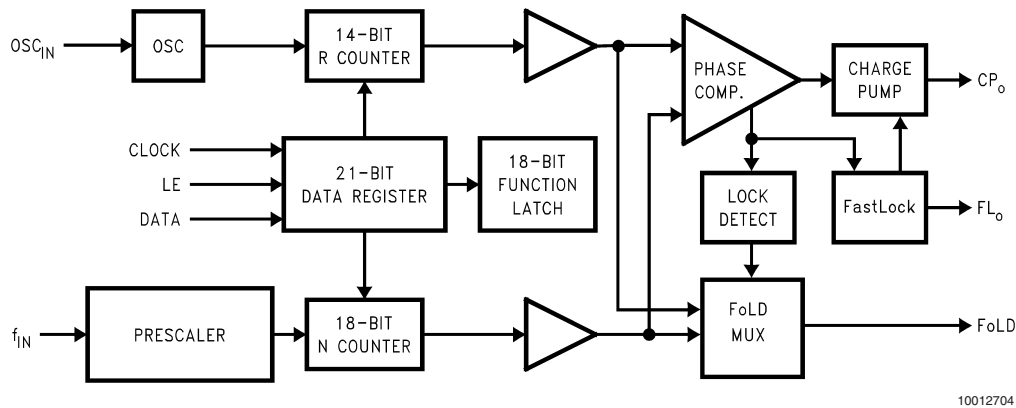 OSC_IN
OSC
14-BIT
R COUNTER
PHASE
COMP.
CHARGE
PUMP
CP_o
CLOCK
LE
DATA
21-BIT
DATA REGISTER
18-BIT
FUNCTION
LATCH
LOCK
DETECT
FastLock
FL_o
f_IN
PRESCALER
18-BIT
N COUNTER
FoLD
MUX
FoLD
10012704